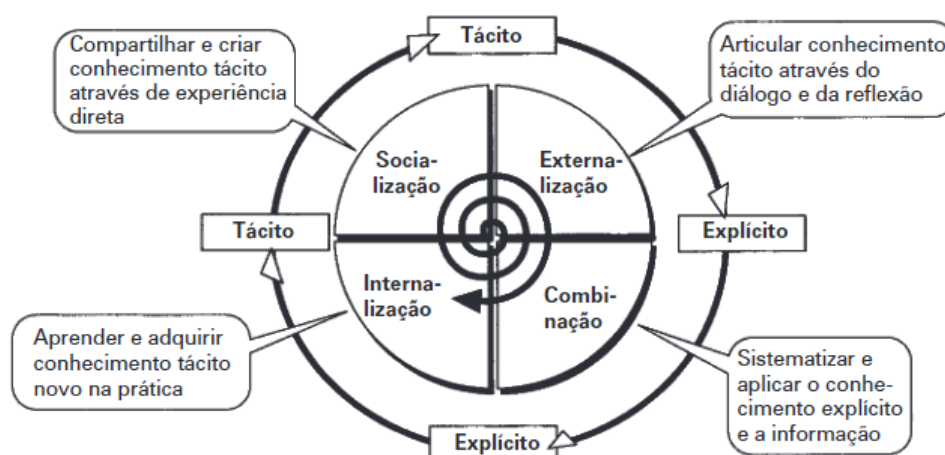 Tácito
Compartilhar e criar
conhecimento tácito
através de experiência
direta
Articular conhecimento
tácito através do
diálogo e da reflexão
Socia-
lização
Externa-
lização
Tácito
Explícito
Interna-
lização
Combi-
nação
Aprender e adquirir
conhecimento tácito
novo na prática
Sistematizar e
aplicar o conhe-
cimento explícito
e a informação
Explícito